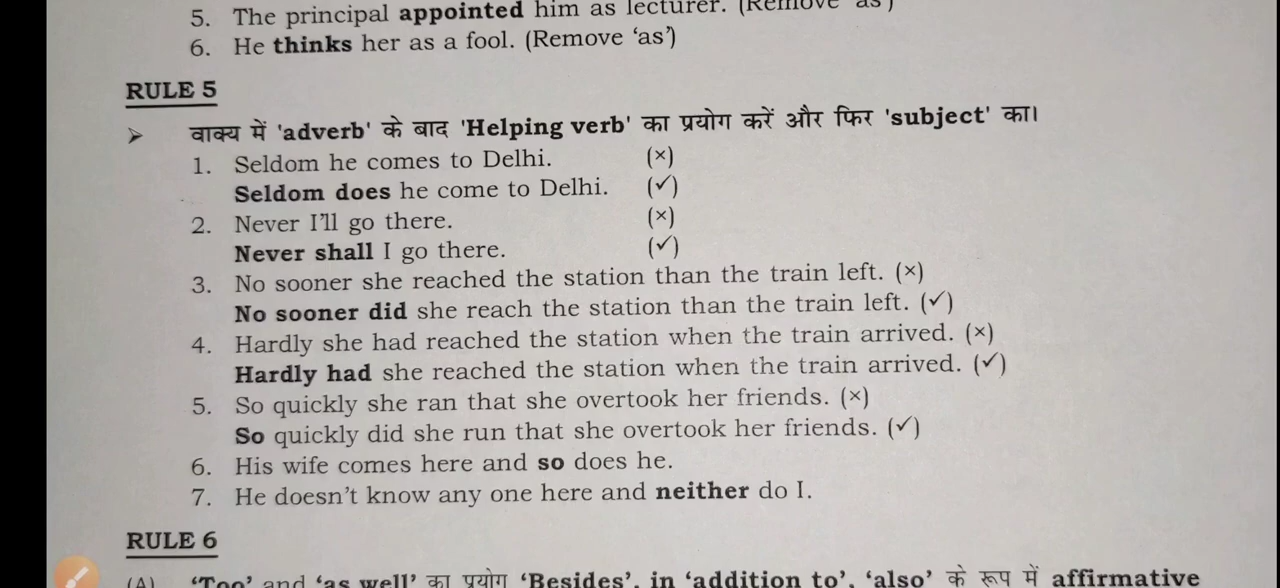 5. The principal appointed him as lecturer. (Remove 'as')
6. He thinks her as a fool. (Remove 'as')
RULE 5
➢ वाक्य में 'adverb' के बाद 'Helping verb' का प्रयोग करें और फिर 'subject' का।
1. Seldom he comes to Delhi. (×)
Seldom does he come to Delhi. (✓)
2. Never I'll go there. (×)
Never shall I go there. (✓)
3. No sooner she reached the station than the train left. (×)
No sooner did she reach the station than the train left. (✓)
4. Hardly she had reached the station when the train arrived. (×)
Hardly had she reached the station when the train arrived. (✓)
5. So quickly she ran that she overtook her friends. (×)
So quickly did she run that she overtook her friends. (✓)
6. His wife comes here and so does he.
7. He doesn't know any one here and neither do I.
RULE 6
(A) 'Too' and 'as well' का प्रयोग 'Besides', in 'addition to', 'also' के रूप में affirmative